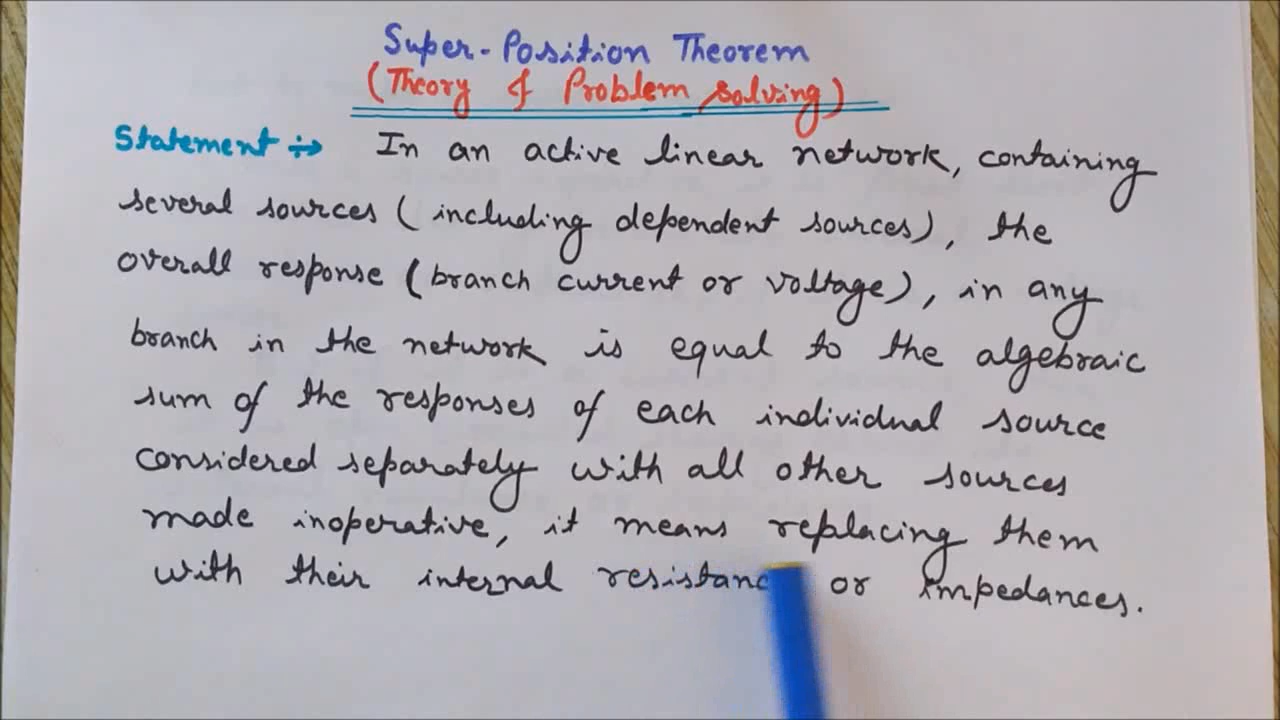 Super-Position Theorem
(Theory & Problem solving)
Statement :→ In an active linear network, containing
several sources (including dependent sources), the
overall response (branch current or voltage), in any
branch in the network is equal to the algebraic
sum of the responses of each individual source
considered separately with all other sources
made inoperative, it means replacing them
with their internal resistanc or impedances.